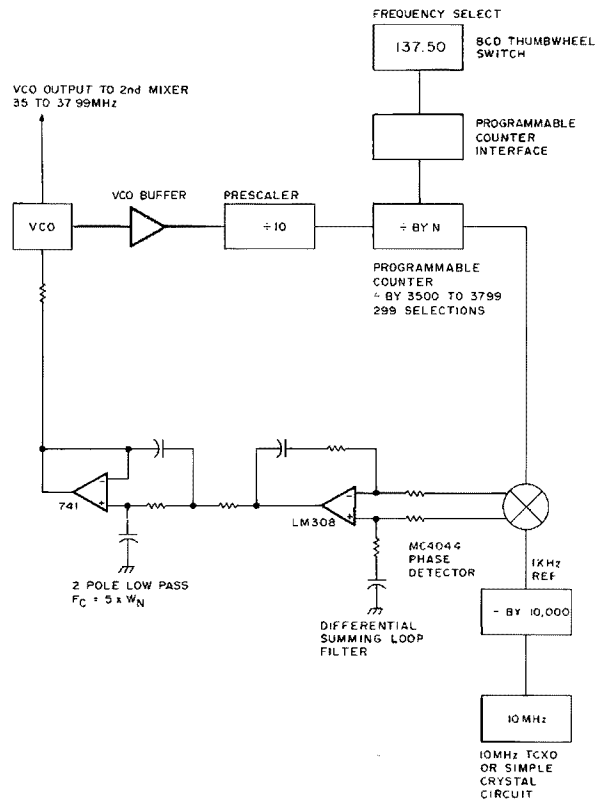 FREQUENCY SELECT
137.50
BCD THUMBWHEEL
SWITCH
VCO OUTPUT TO 2nd MIXER
35 TO 37 99MHz
PROGRAMMABLE
COUNTER
INTERFACE
VCO BUFFER
PRESCALER
VCO
÷10
÷ BY N
PROGRAMMABLE
COUNTER
÷ BY 3500 TO 3799
299 SELECTIONS
741
-
+
LM308
-
+
MC4044
PHASE
DETECTOR
1KHz
REF
2 POLE LOW PASS
FC = 5 x WN
DIFFERENTIAL
SUMMING LOOP
FILTER
÷ BY 10,000
10MHz
10MHz TCXO
OR SIMPLE
CRYSTAL
CIRCUIT